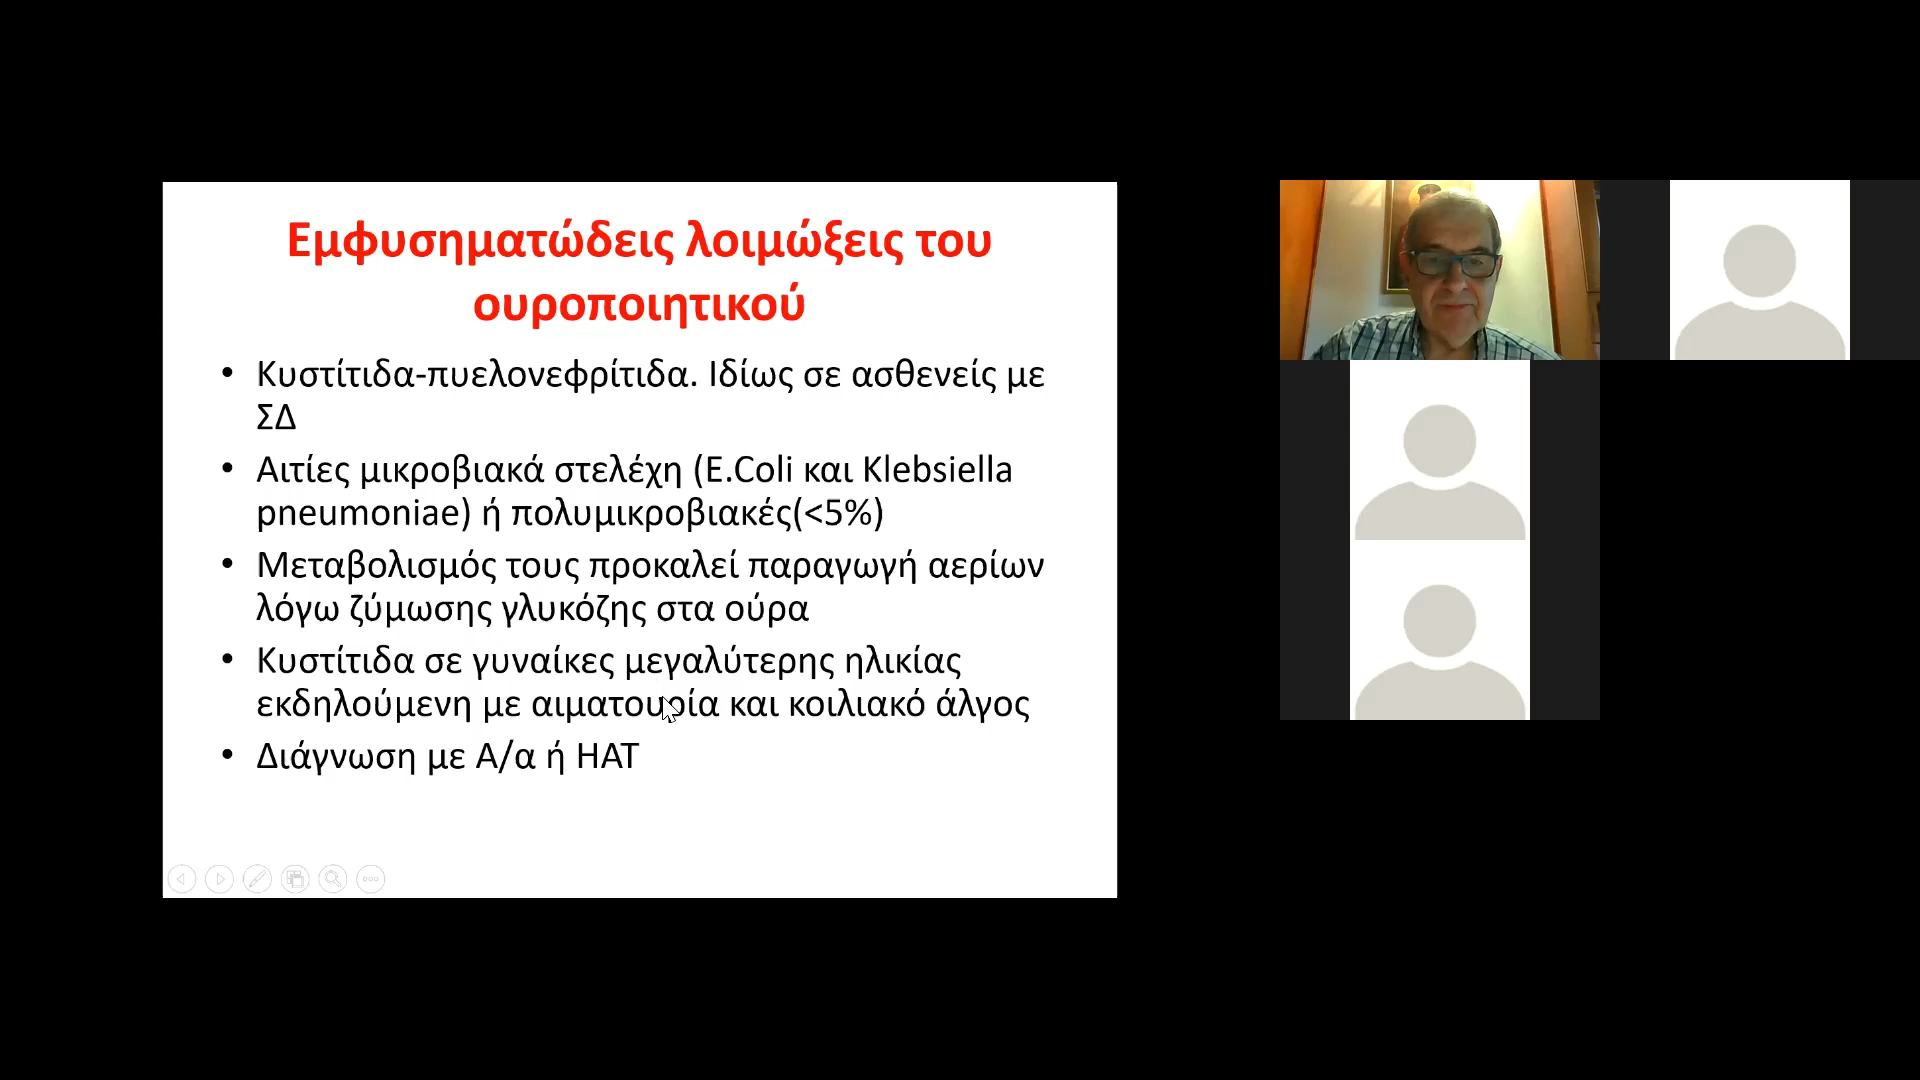 Εμφυσηματώδεις λοιμώξεις του
ουροποιητικού
• Κυστίτιδα-πυελονεφρίτιδα. Ιδίως σε ασθενείς με
ΣΔ
• Αιτίες μικροβιακά στελέχη (E.Coli και Klebsiella
pneumoniae) ή πολυμικροβιακές(<5%)
• Μεταβολισμός τους προκαλεί παραγωγή αερίων
λόγω ζύμωσης γλυκόζης στα ούρα
• Κυστίτιδα σε γυναίκες μεγαλύτερης ηλικίας
εκδηλούμενη με αιματουρία και κοιλιακό άλγος
• Διάγνωση με Α/α ή ΗΑΤ